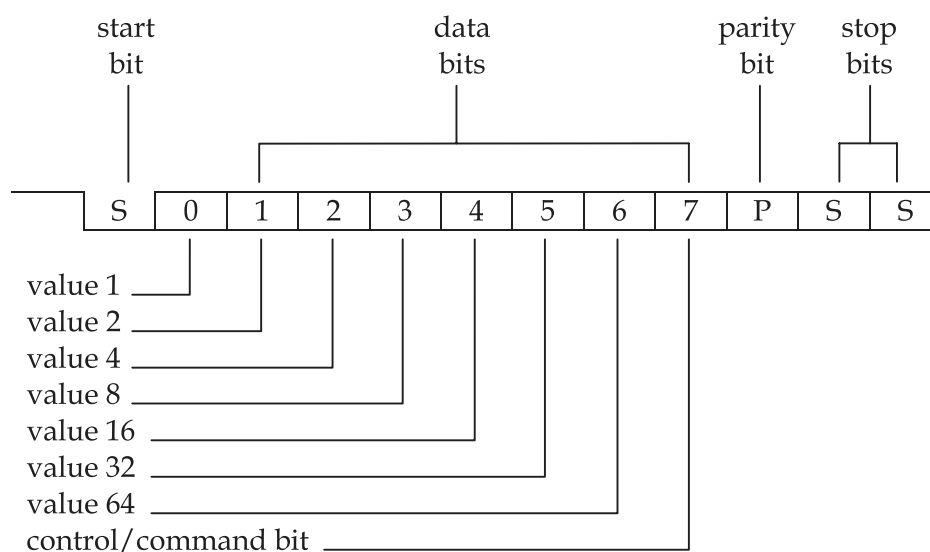 start data parity stop
bit bits bit bits
S 0 1 2 3 4 5 6 7 P S S
value 1
value 2
value 4
value 8
value 16
value 32
value 64
control/command bit